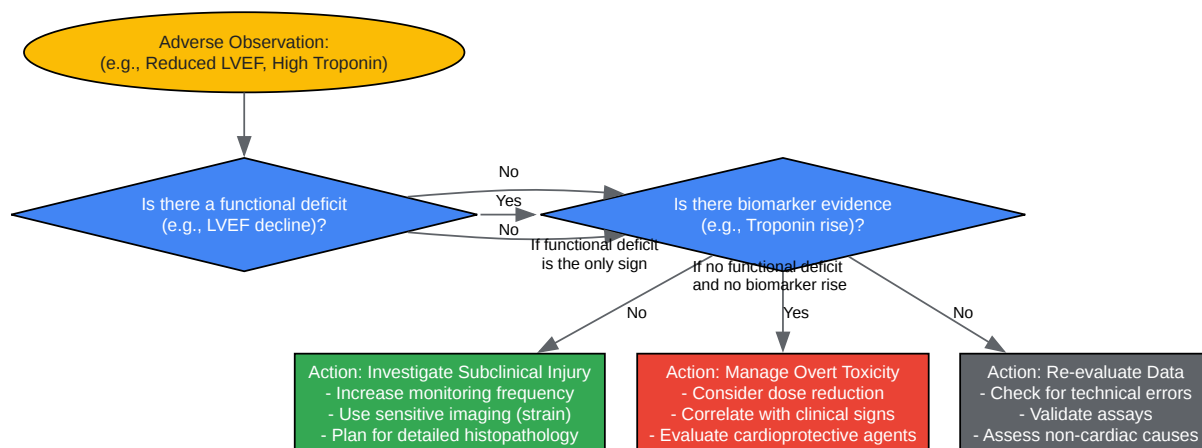 Adverse Observation:
(e.g., Reduced LVEF, High Troponin)
Is there a functional deficit
(e.g., LVEF decline)?
No
Yes
No
Is there biomarker evidence
(e.g., Troponin rise)?
If functional deficit
is the only sign
If no functional deficit
and no biomarker rise
No
Yes
No
Action: Investigate Subclinical Injury
- Increase monitoring frequency
- Use sensitive imaging (strain)
- Plan for detailed histopathology
Action: Manage Overt Toxicity
- Consider dose reduction
- Correlate with clinical signs
- Evaluate cardioprotective agents
Action: Re-evaluate Data
- Check for technical errors
- Validate assays
- Assess non-cardiac causes